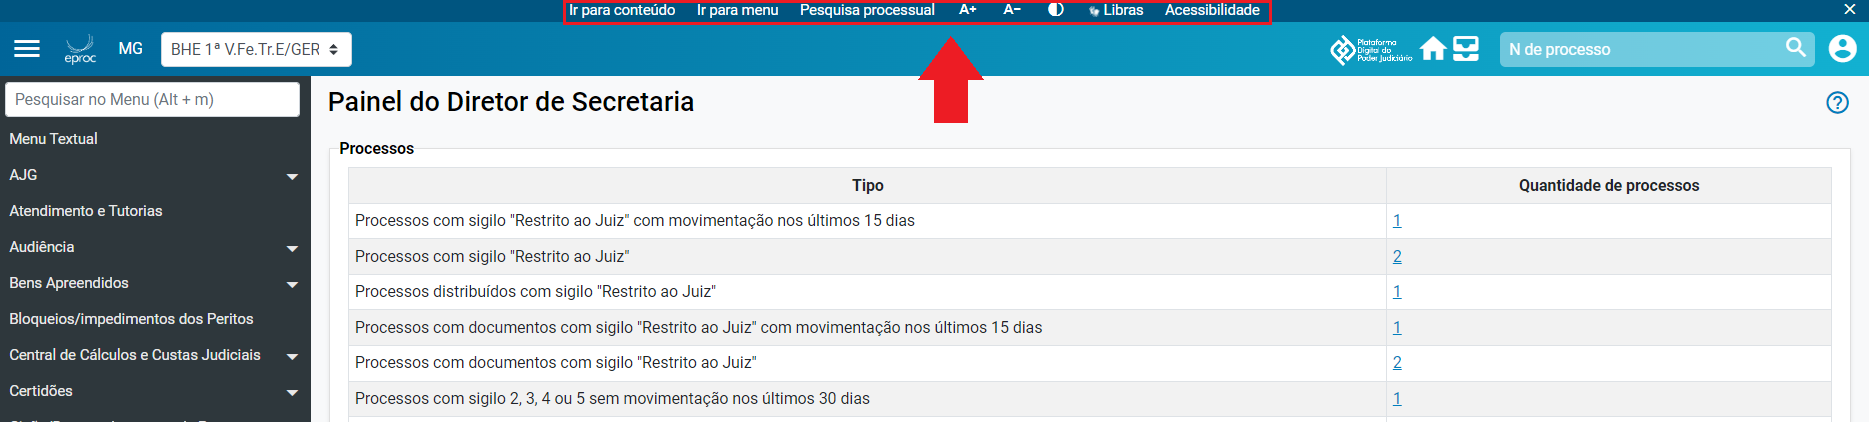 Ir para conteúdo Ir para menu Pesquisa processual A+ A− Libras Acessibilidade ×
eproc MG BHE 1ª V.Fe.Tr.E/GER Plataforma Digital do Poder Judiciário N de processo
Pesquisar no Menu (Alt + m)
Menu Textual
AJG
Atendimento e Tutorias
Audiência
Bens Apreendidos
Bloqueios/impedimentos dos Peritos
Central de Cálculos e Custas Judiciais
Certidões
Painel do Diretor de Secretaria ?
Processos
Tipo Quantidade de processos
Processos com sigilo "Restrito ao Juiz" com movimentação nos últimos 15 dias 1
Processos com sigilo "Restrito ao Juiz" 2
Processos distribuídos com sigilo "Restrito ao Juiz" 1
Processos com documentos com sigilo "Restrito ao Juiz" com movimentação nos últimos 15 dias 1
Processos com documentos com sigilo "Restrito ao Juiz" 2
Processos com sigilo 2, 3, 4 ou 5 sem movimentação nos últimos 30 dias 1